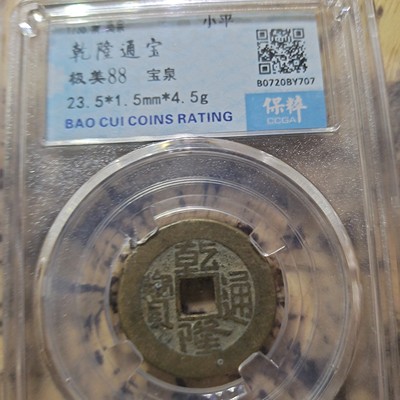 小平
乾隆通宝
极美88 宝泉
23.5*1.5mm*4.5g
BAO CUI COINS RATING
B0720BY707
保粹
CCGA
乾隆通寶